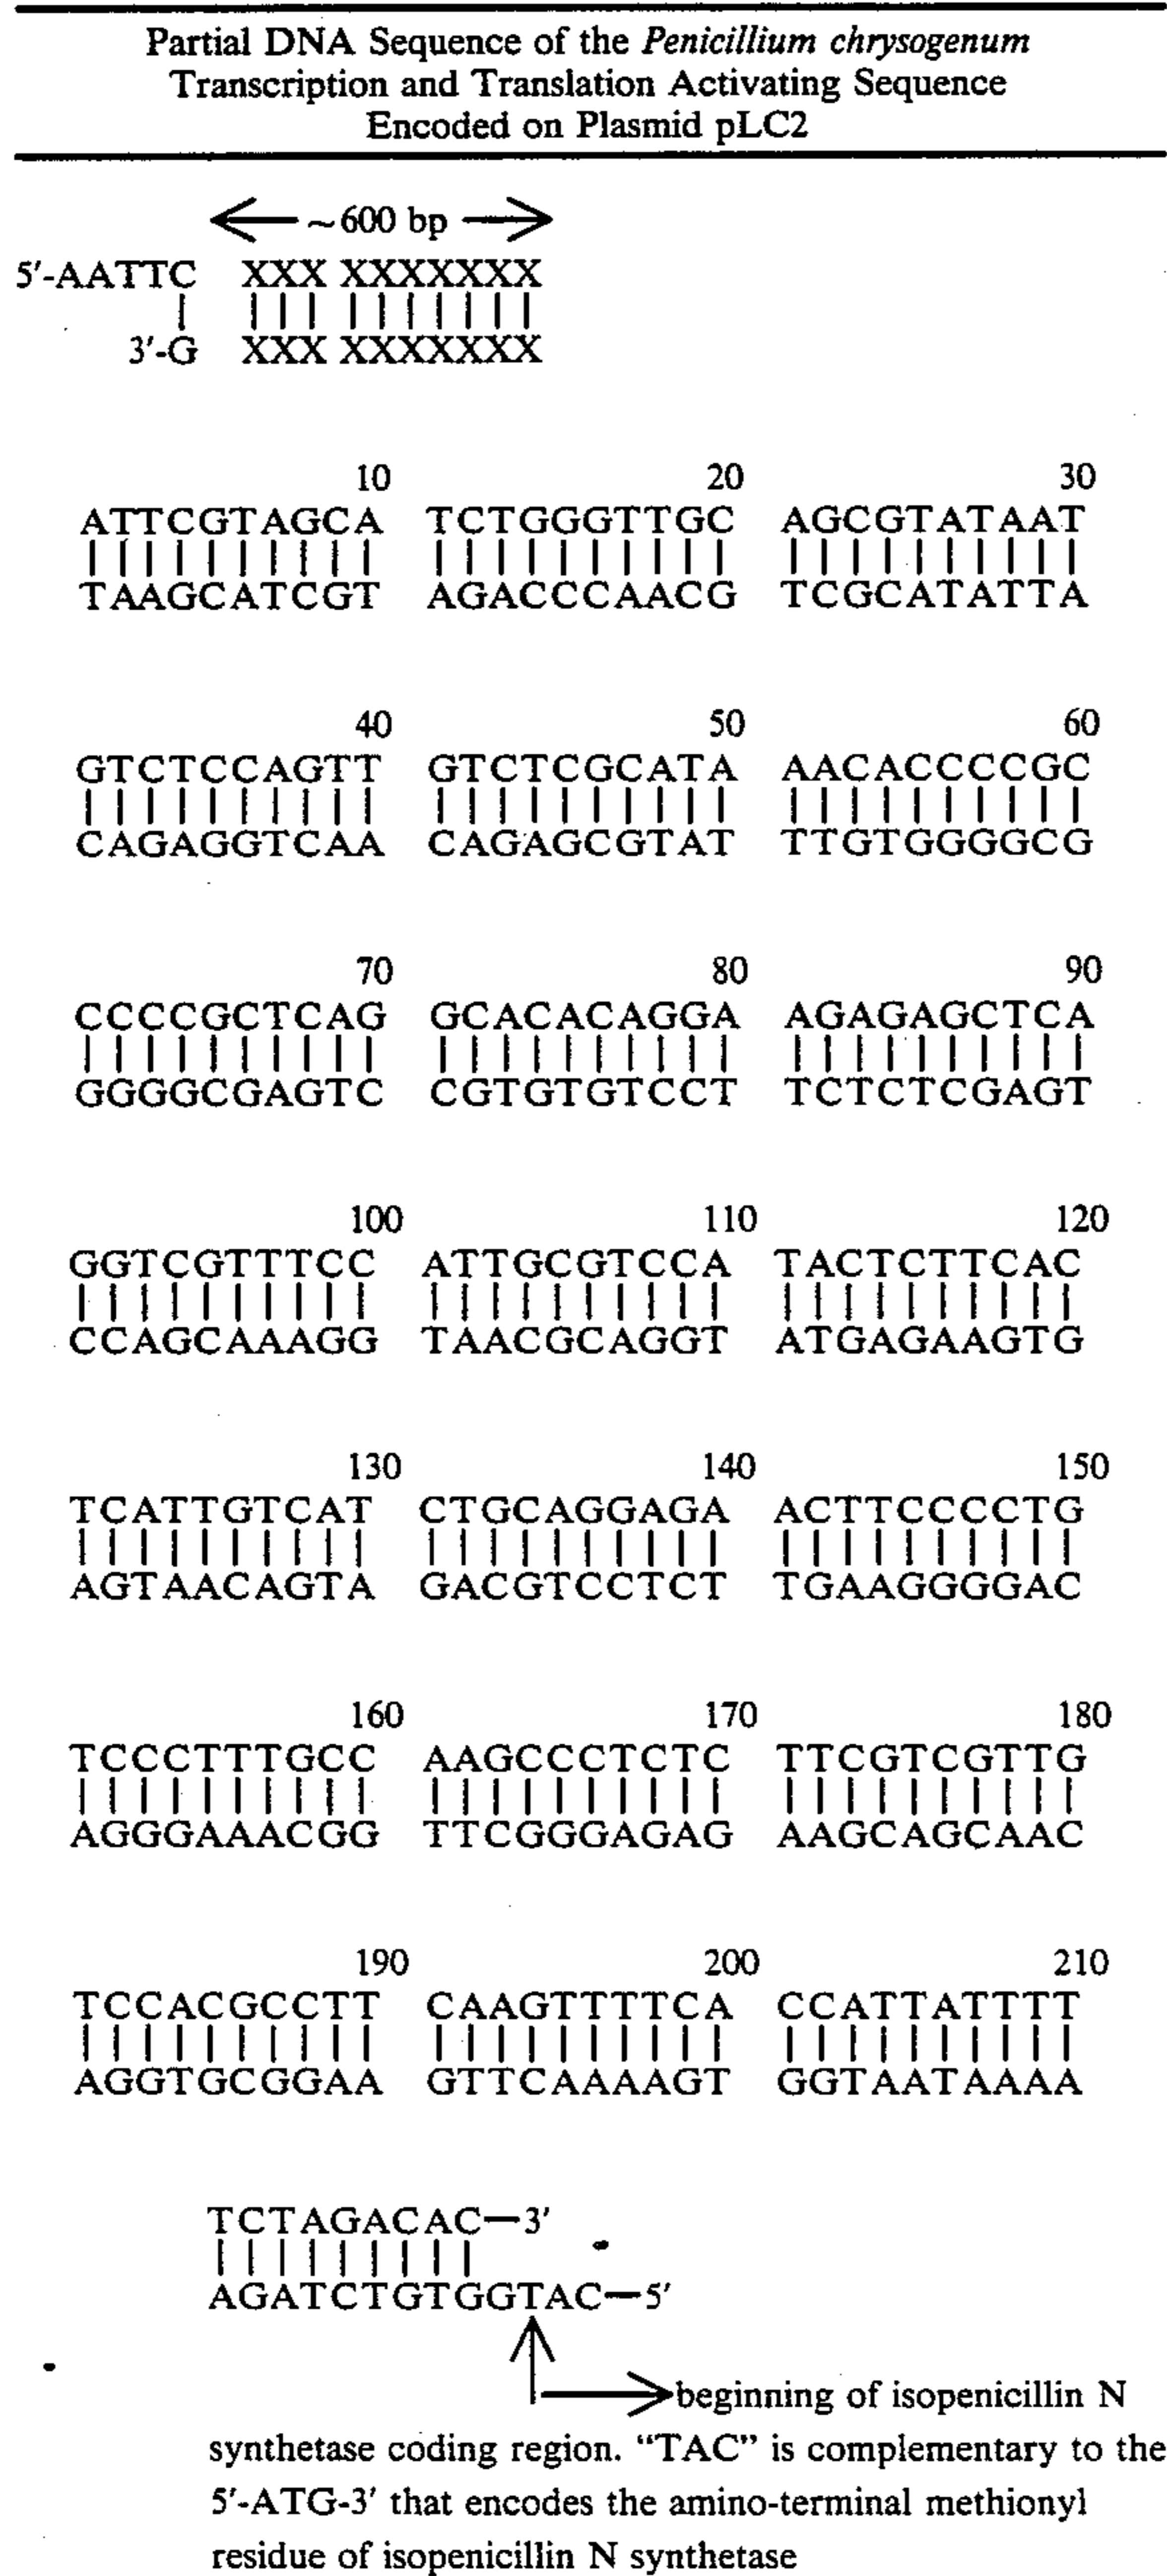 Partial DNA Sequence of the Penicillium chrysogenum
Transcription and Translation Activating Sequence
Encoded on Plasmid pLC2
~600 bp
5'-AATTC XXX XXXXXXX
3'-G XXX XXXXXXX
10 20 30
ATTCGTAGCA TCTGGGTTGC AGCGTATAAT
TAAGCATCGT AGACCCAACG TCGCATATTA
40 50 60
GTCTCCAGTT GTCTCGCATA AACACCCCGC
CAGAGGTCAA CAGAGCGTAT TTGTGGGGCG
70 80 90
CCCCGCTCAG GCACACAGGA AGAGAGCTCA
GGGGCGAGTC CGTGTGTCCT TCTCTCGAGT
100 110 120
GGTCGTTTCC ATTGCGTCCA TACTCTTCAC
CCAGCAAAGG TAACGCAGGT ATGAGAAGTG
130 140 150
TCATTGTCAT CTGCAGGAGA ACTTCCCCTG
AGTAACAGTA GACGTCCTCT TGAAGGGGAC
160 170 180
TCCCTTTGCC AAGCCCTCTC TTCGTCGTTG
AGGGAAACGG TTCGGGAGAG AAGCAGCAAC
190 200 210
TCCACGCCTT CAAGTTTTCA CCATTATTTT
AGGTGCGGAA GTTCAAAAGT GGTAATAAAA
TCTAGACAC—3'
AGATCTGTGGTAC—5'
beginning of isopenicillin N
synthetase coding region. “TAC” is complementary to the
5'-ATG-3' that encodes the amino-terminal methionyl
residue of isopenicillin N synthetase